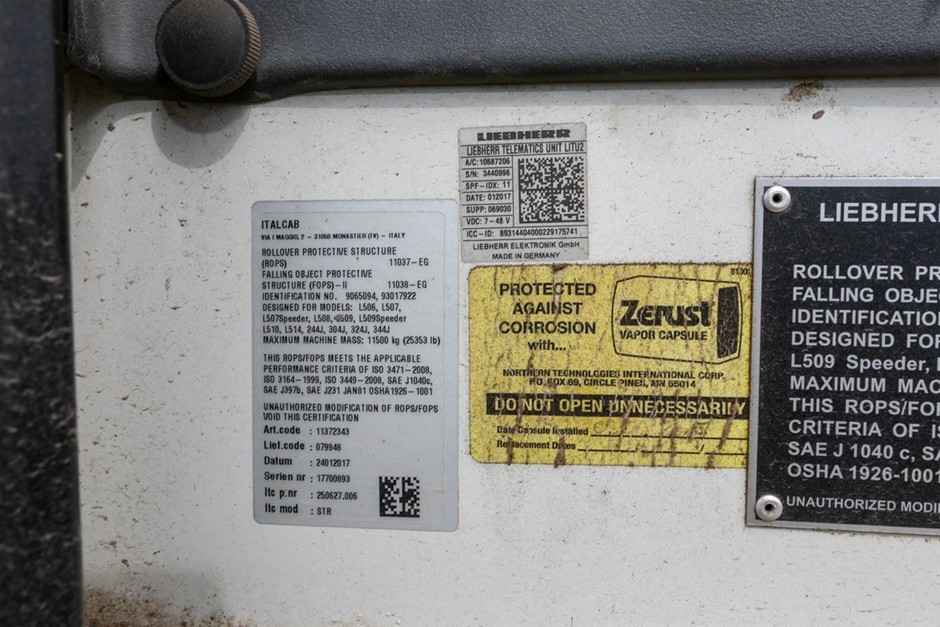 ITALCAB
VIA I MAGGIO, 2 - 31050 MONASTIER (TV) - ITALY
ROLLOVER PROTECTIVE STRUCTURE
(ROPS) 11037-EG
FALLING OBJECT PROTECTIVE
STRUCTURE (FOPS)-II 11038-EG
IDENTIFICATION NO. 9065094, 93017922
DESIGNED FOR MODELS: L506, L507,
L507Speeder, L508, L509, L509Speeder
L510, L514, 244J, 304J, 324J, 344J
MAXIMUM MACHINE MASS: 11500 kg (25353 lb)
THIS ROPS/FOPS MEETS THE APPLICABLE
PERFORMANCE CRITERIA OF ISO 3471-2008,
ISO 3164-1999, ISO 3449-2008, SAE J1040c,
SAE J397b, SAE J231 JAN81 OSHA1926-1001
UNAUTHORIZED MODIFICATION OF ROPS/FOPS
VOID THIS CERTIFICATION
Art.code : 11372343
Lief.code : 079948
Datum : 24012017
Serien nr : 17700893
Itc p.nr : 250627.006
Itc mod : STR
LIEBHERR
LIEBHERR TELEMATICS UNIT LITU2
A/C: 10687206
S/N: 3440996
SPF-IDX: 11
DATE: 012017
SUPP: 069030
VDC: 7-48 V
ICC-ID: 89314404000229175741
LIEBHERR ELEKTRONIK GmbH
MADE IN GERMANY
PROTECTED
AGAINST
CORROSION
with...
Zerust
VAPOR CAPSULE
NORTHERN TECHNOLOGIES INTERNATIONAL CORP.
P.O. BOX 69, CIRCLE PINES, MN 55014
DO NOT OPEN UNNECESSARILY
Date Capsule Installed
Replacement Dates
LIEBHERR
ROLLOVER PR
FALLING OBJE
IDENTIFICATIO
DESIGNED FOR
L509 Speeder,
MAXIMUM MAC
THIS ROPS/FO
CRITERIA OF IS
SAE J 1040 c, SA
OSHA 1926-1001
UNAUTHORIZED MODI